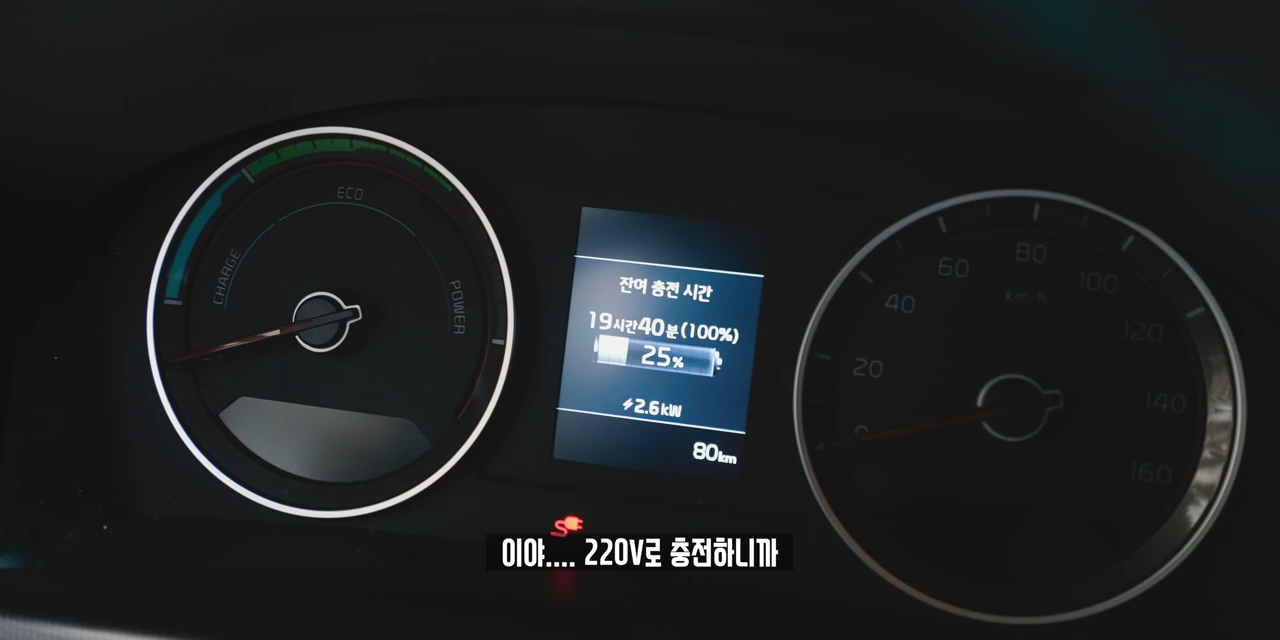 ECO
CHARGE
POWER
잔여 충전 시간
19시간40분(100%)
25%
2.6kW
80km
0
20
40
60
80
100
120
140
160
km/h
이야.... 220V로 충전하니까